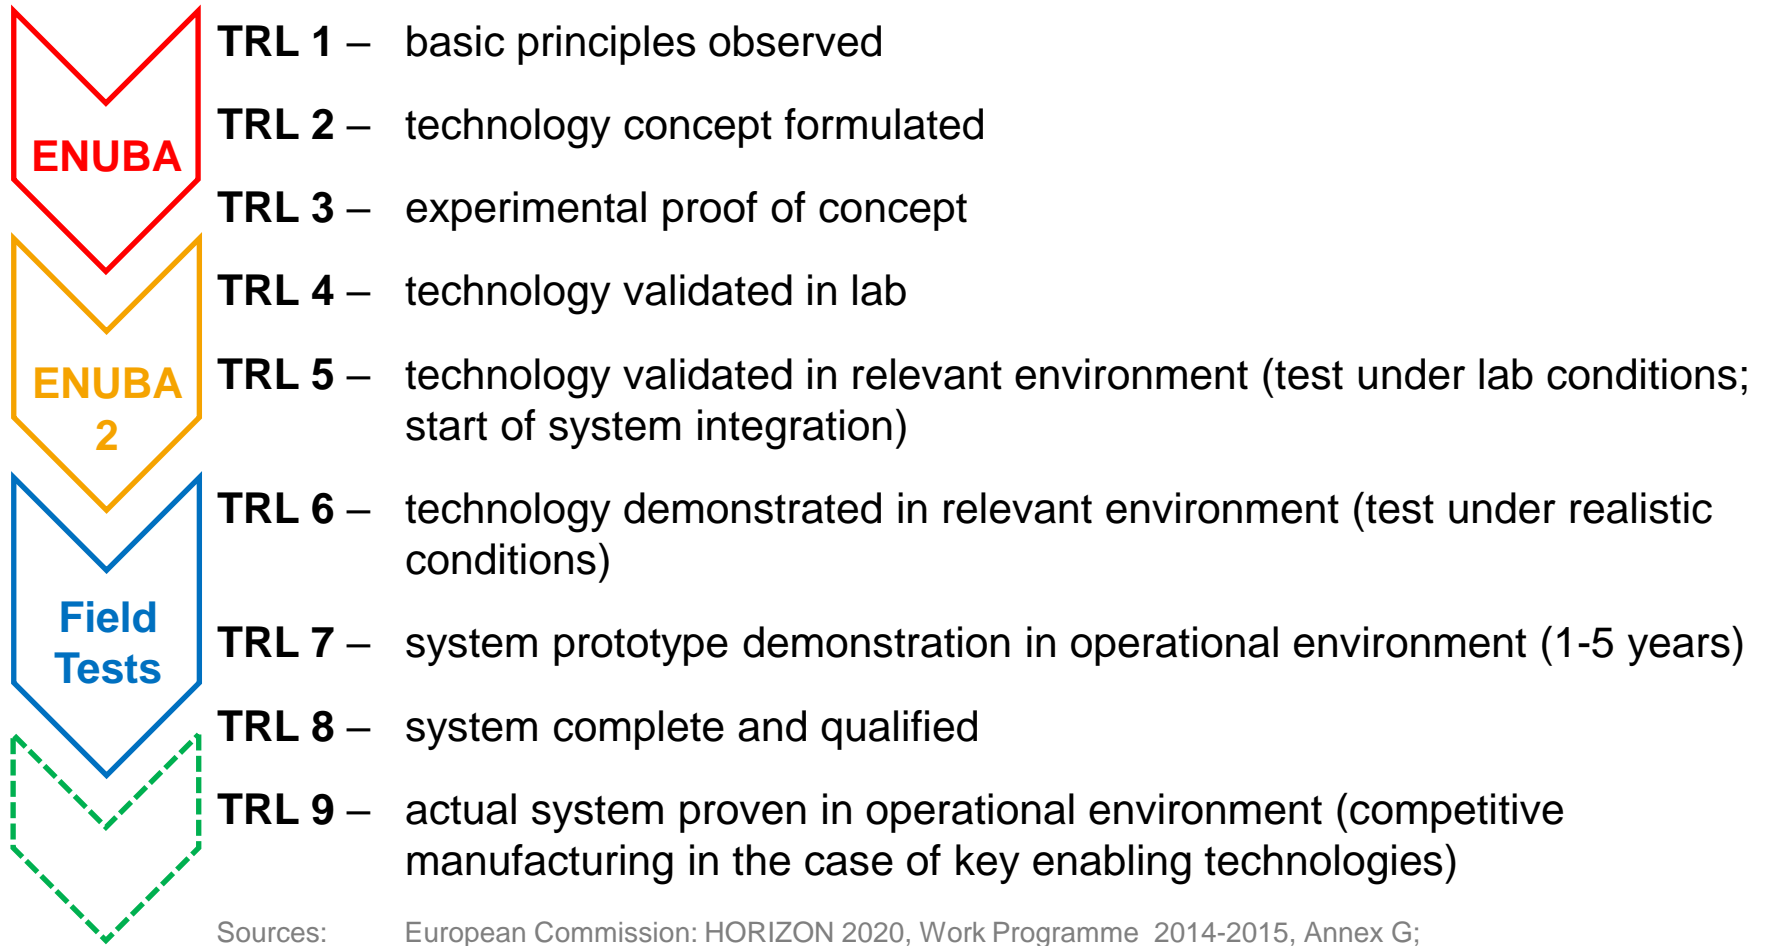 TRL 1 – basic principles observed
TRL 2 – technology concept formulated
ENUBA
TRL 3 – experimental proof of concept
TRL 4 – technology validated in lab
TRL 5 – technology validated in relevant environment (test under lab conditions;
start of system integration)
ENUBA
2
TRL 6 – technology demonstrated in relevant environment (test under realistic
conditions)
Field
Tests
TRL 7 – system prototype demonstration in operational environment (1-5 years)
TRL 8 – system complete and qualified
TRL 9 – actual system proven in operational environment (competitive
manufacturing in the case of key enabling technologies)
Sources: European Commission: HORIZON 2020, Work Programme 2014-2015, Annex G;